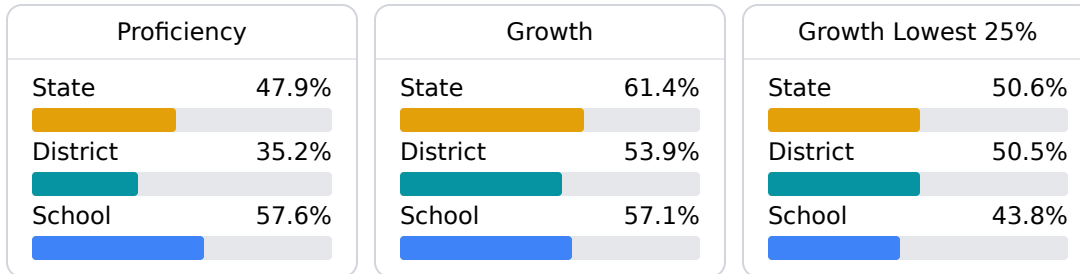 Proficiency
State 47.9%
District 35.2%
School 57.6%
Growth
State 61.4%
District 53.9%
School 57.1%
Growth Lowest 25%
State 50.6%
District 50.5%
School 43.8%